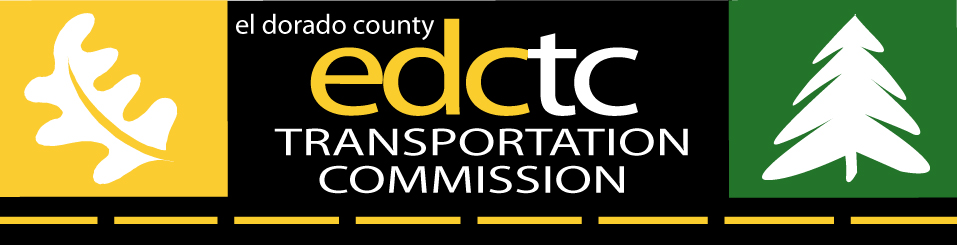 el dorado county
edctc
TRANSPORTATION
COMMISSION